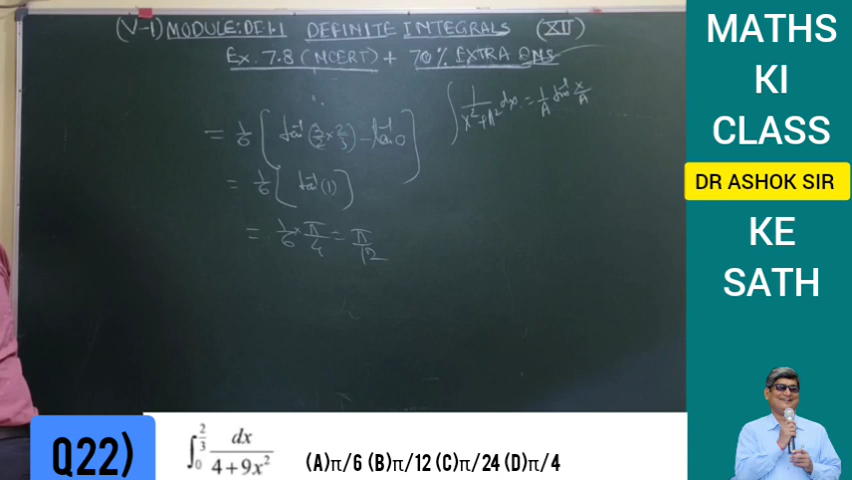 (V-1) MODULE: DE1.1 DEFINITE INTEGRALS (XII)
Ex. 7.8 (NCERT) + 70% EXTRA QNS
∫ 1/(x²+A²) dx = 1/A tan⁻¹ x/A
= 1/6 [ tan⁻¹(3/2 × 2/3) – tan⁻¹ 0 ]
= 1/6 [ tan⁻¹(1) ]
= 1/6 × π/4 = π/12
MATHS
KI
CLASS
DR ASHOK SIR
KE
SATH
Q22) ∫₀^(2/3) dx/(4+9x²) (A)π/6 (B)π/12 (C)π/24 (D)π/4